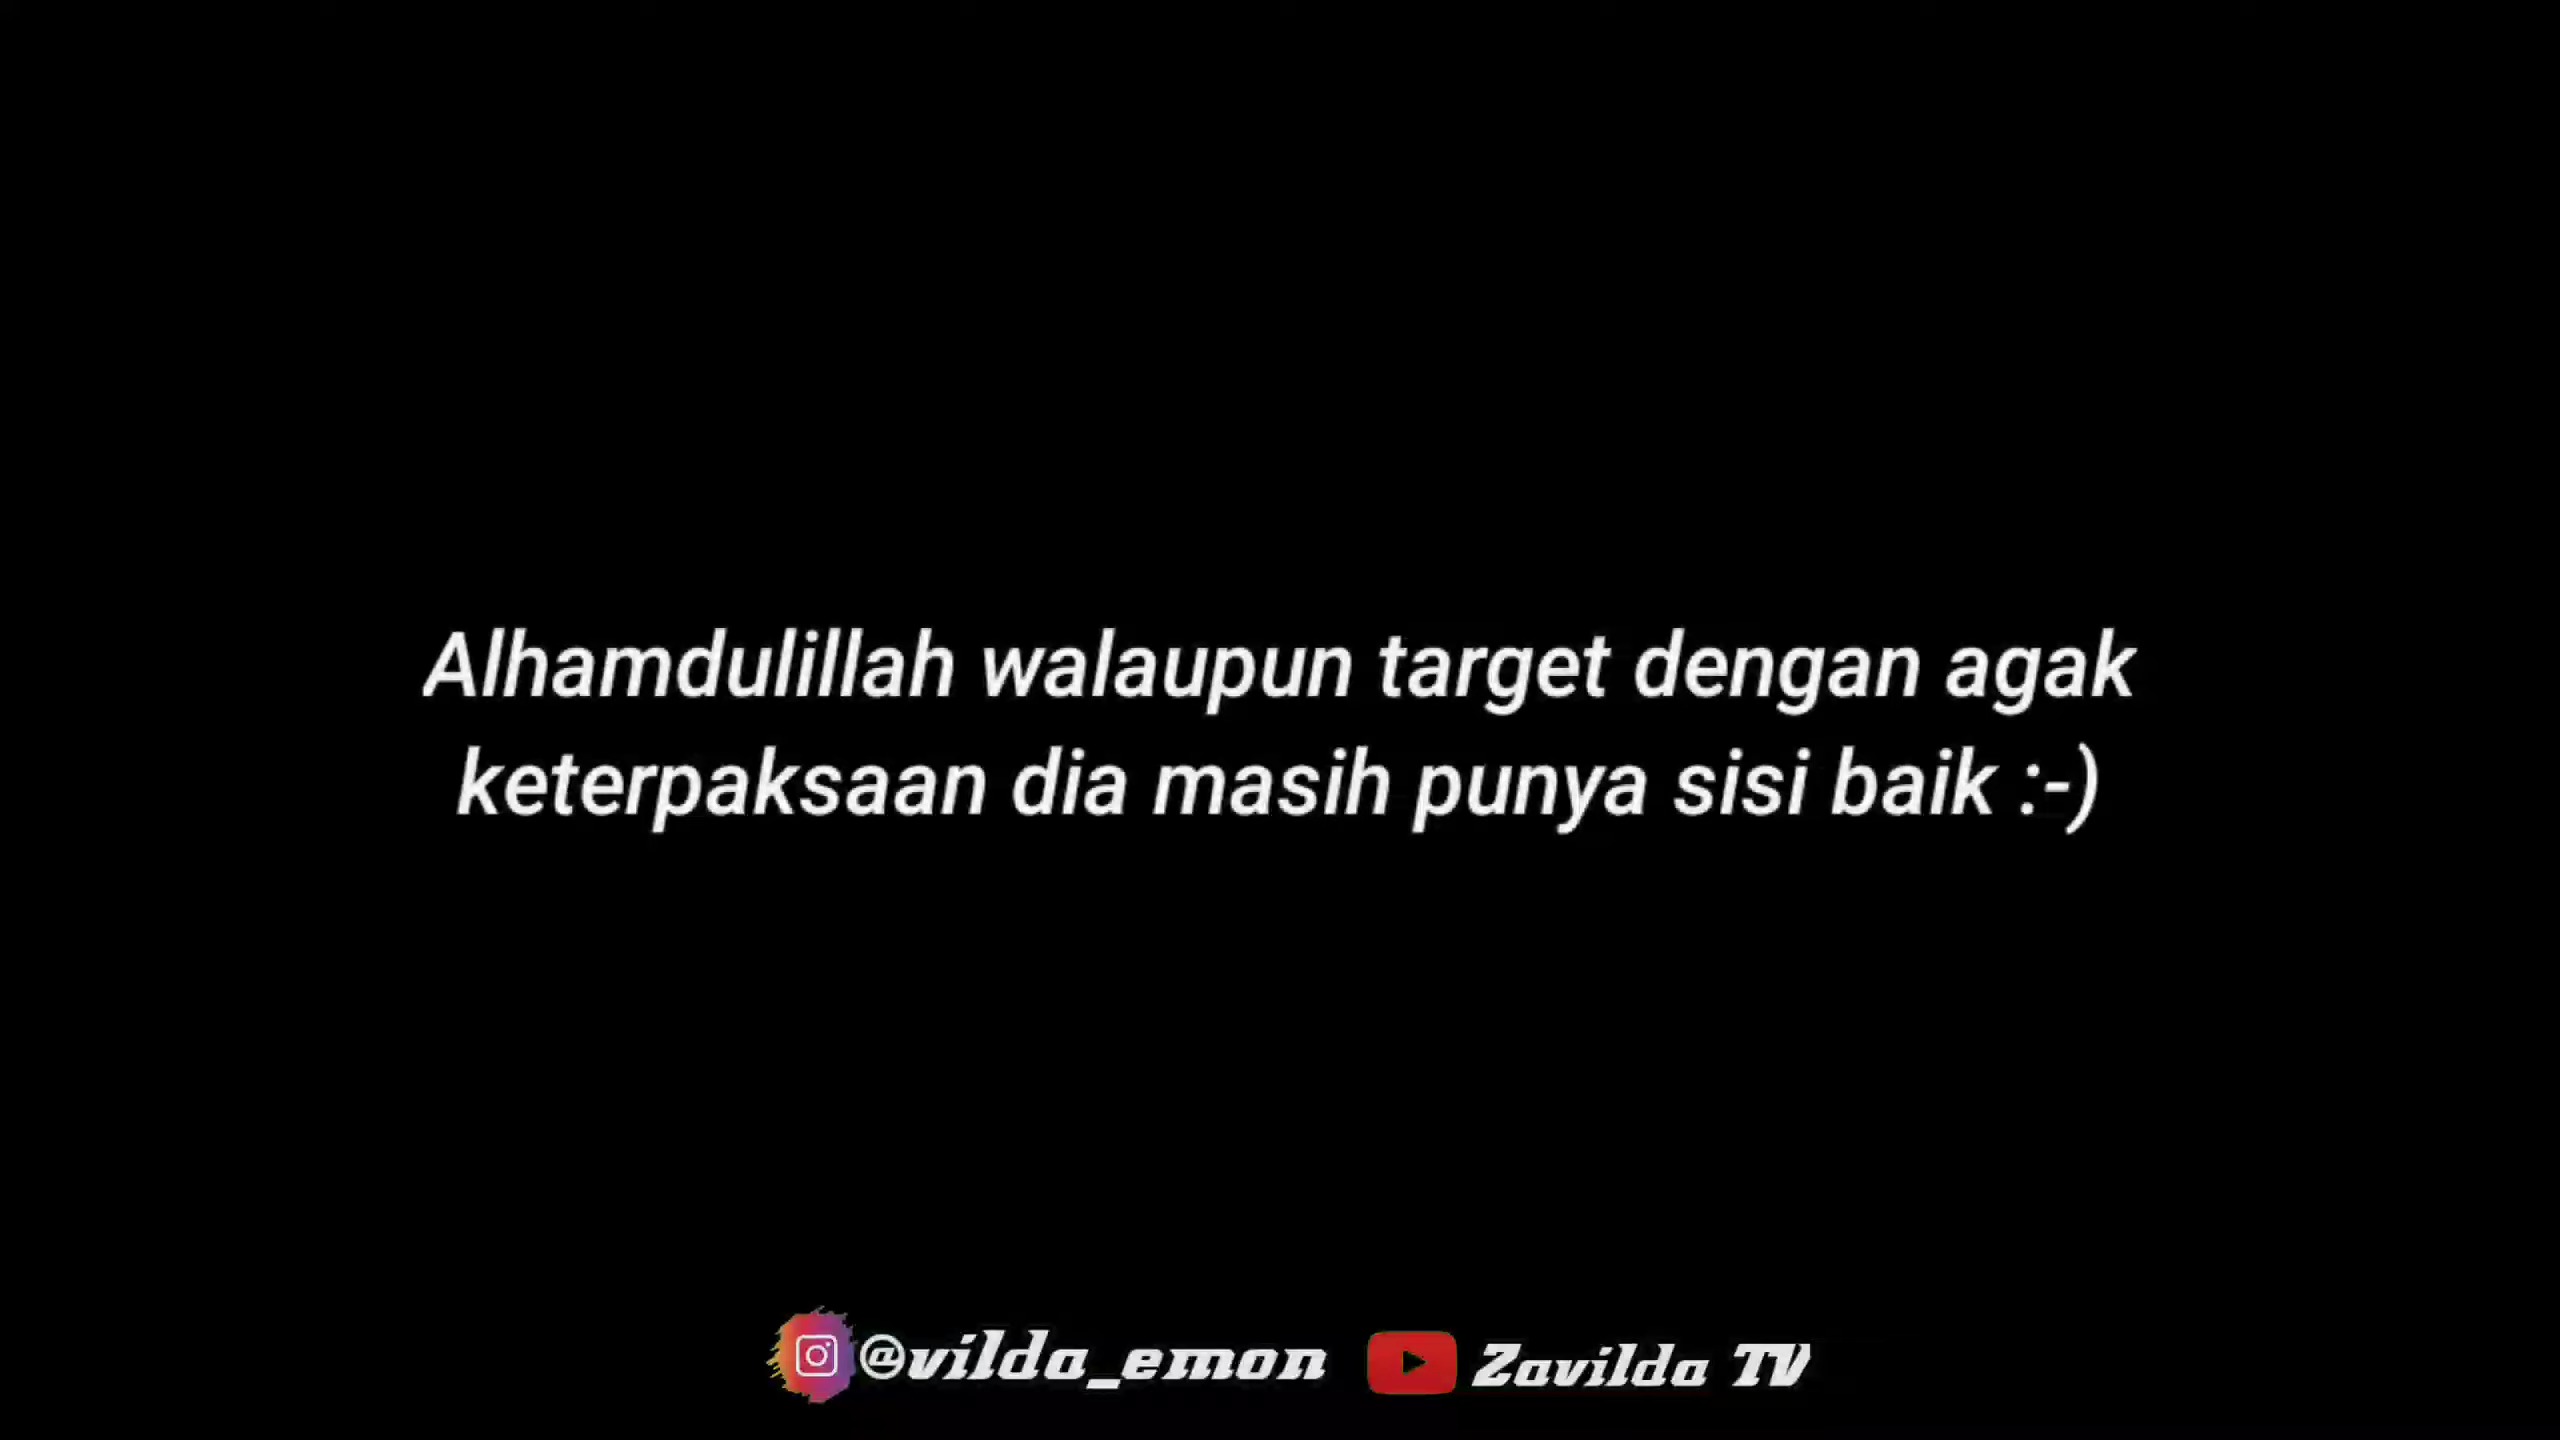 Alhamdulillah walaupun target dengan agak
keterpaksaan dia masih punya sisi baik :-)
@vilda_emon Zavilda TV